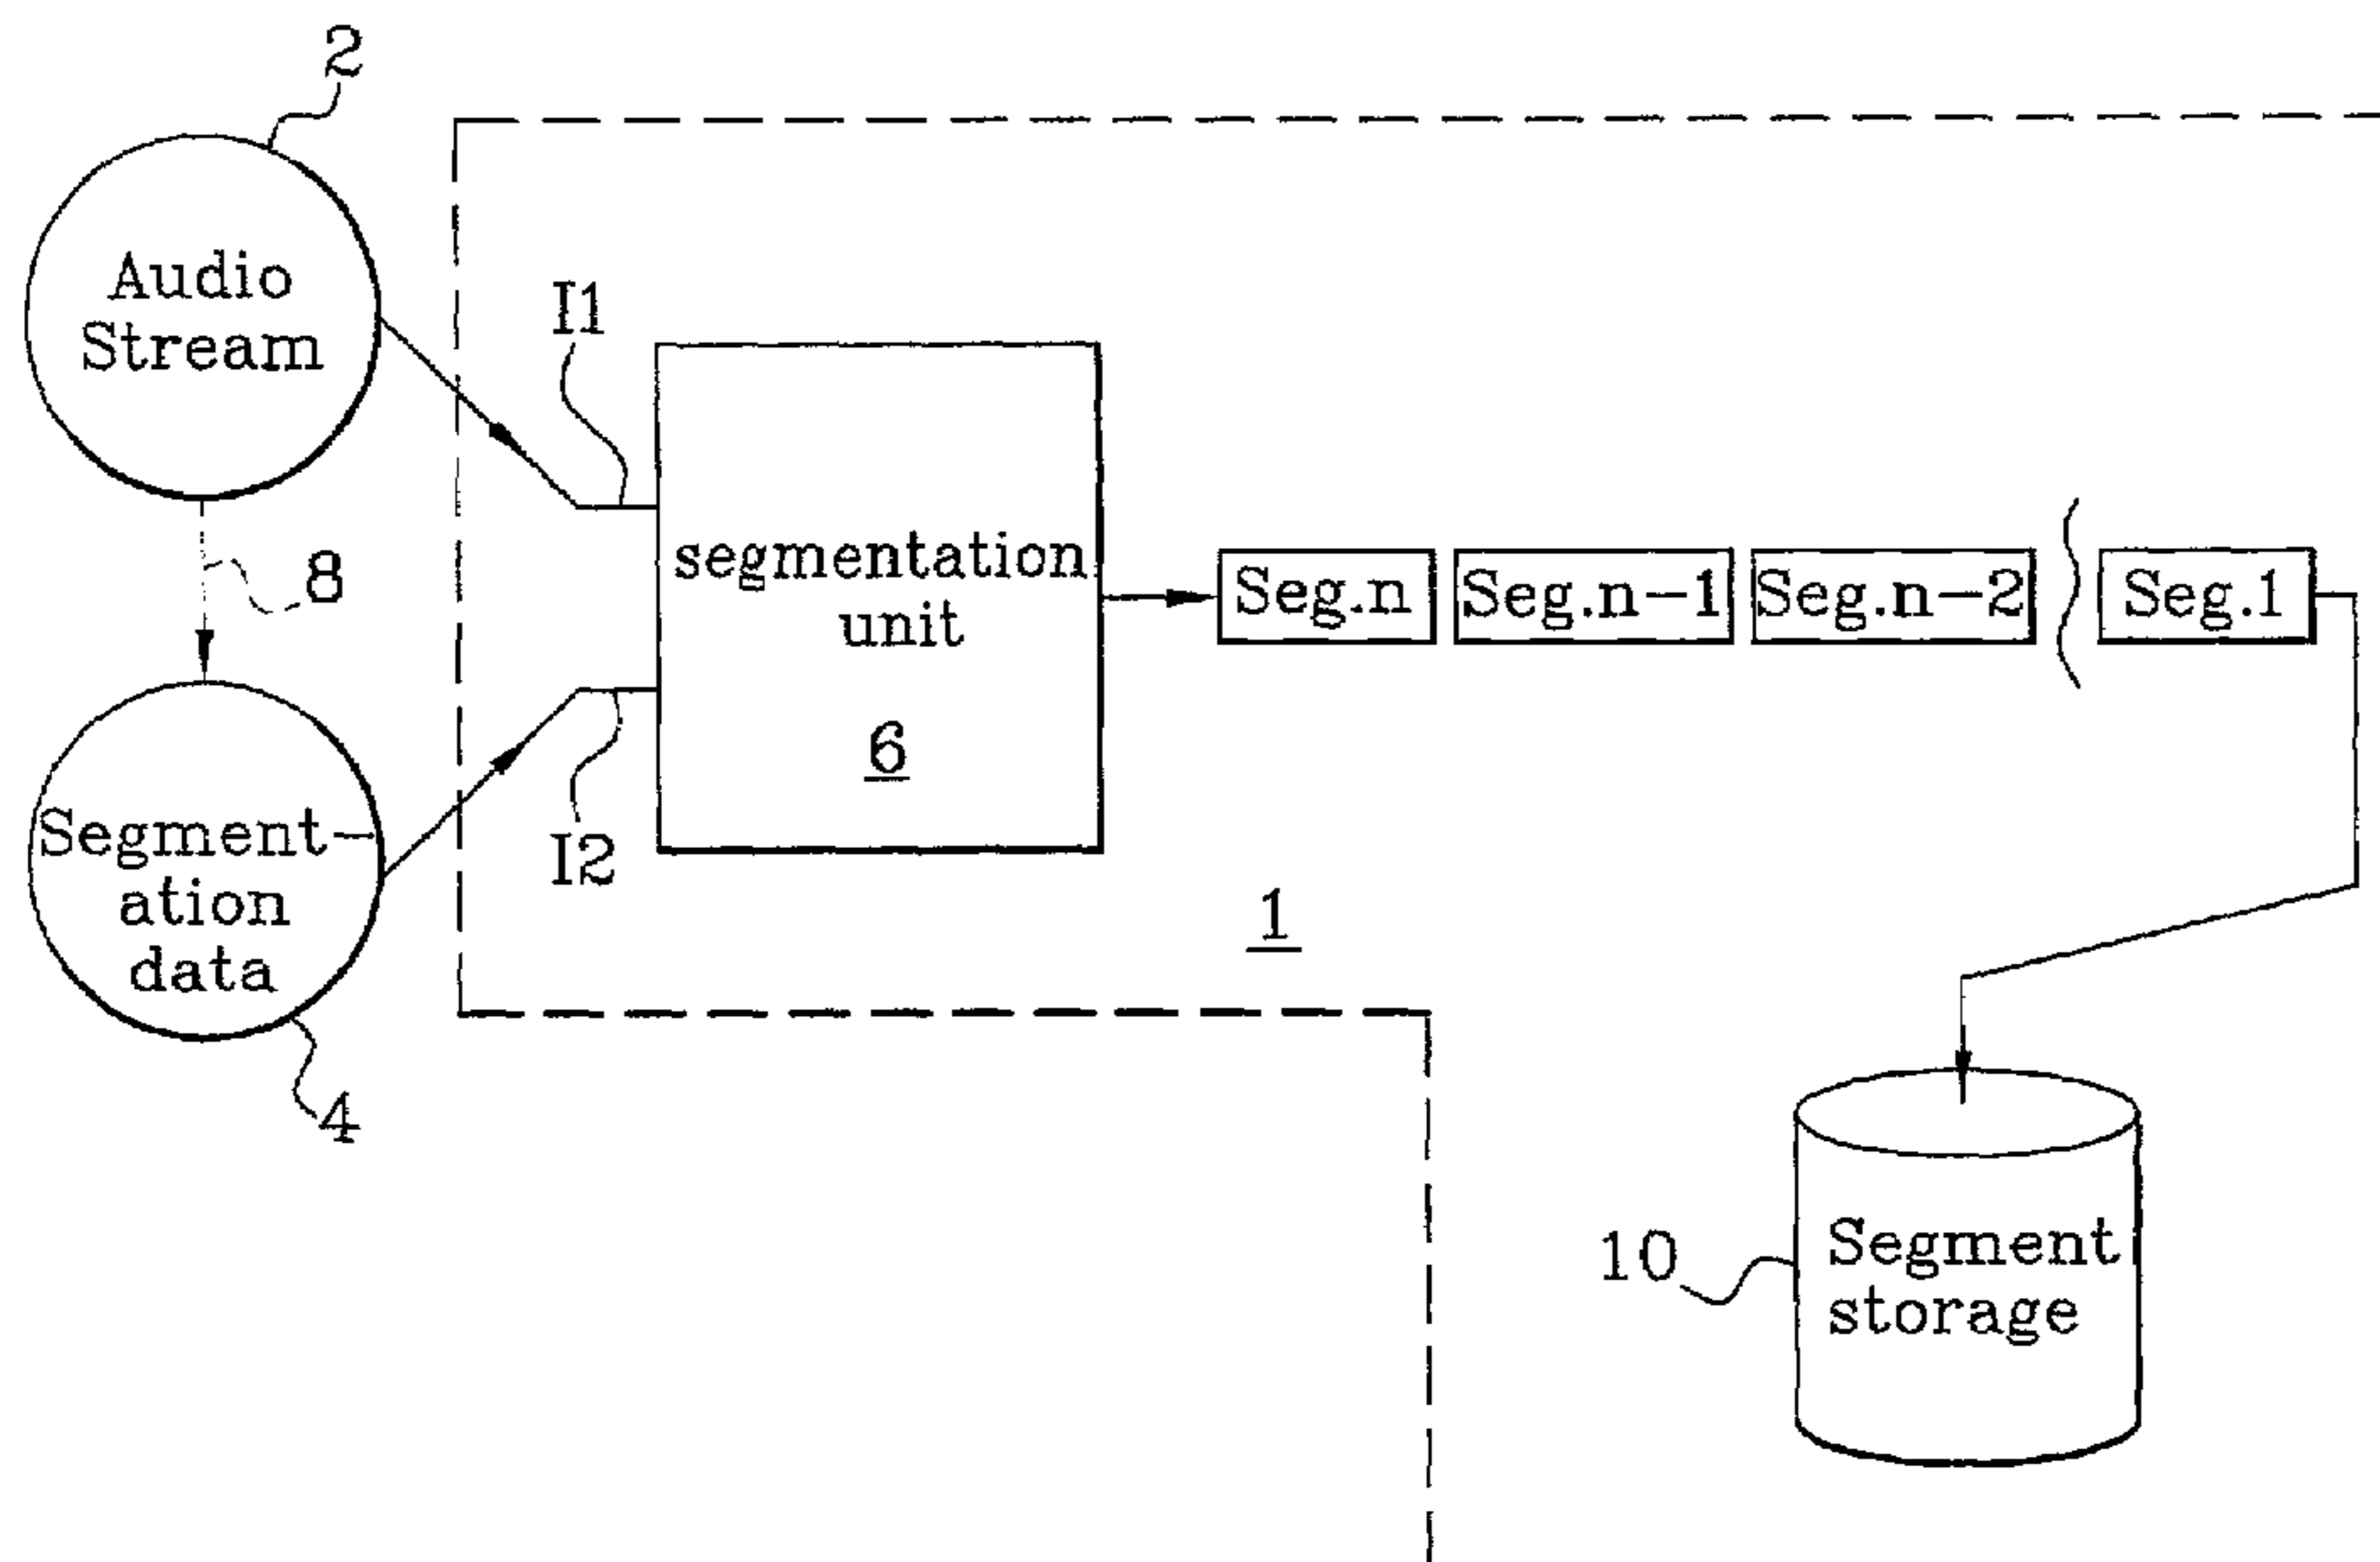 2
Audio
Stream
I1
8
segmentation
unit
6
Seg.n
Seg.n-1
Seg.n-2
Seg.1
Segment-
ation
data
I2
1
4
10
Segment
storage